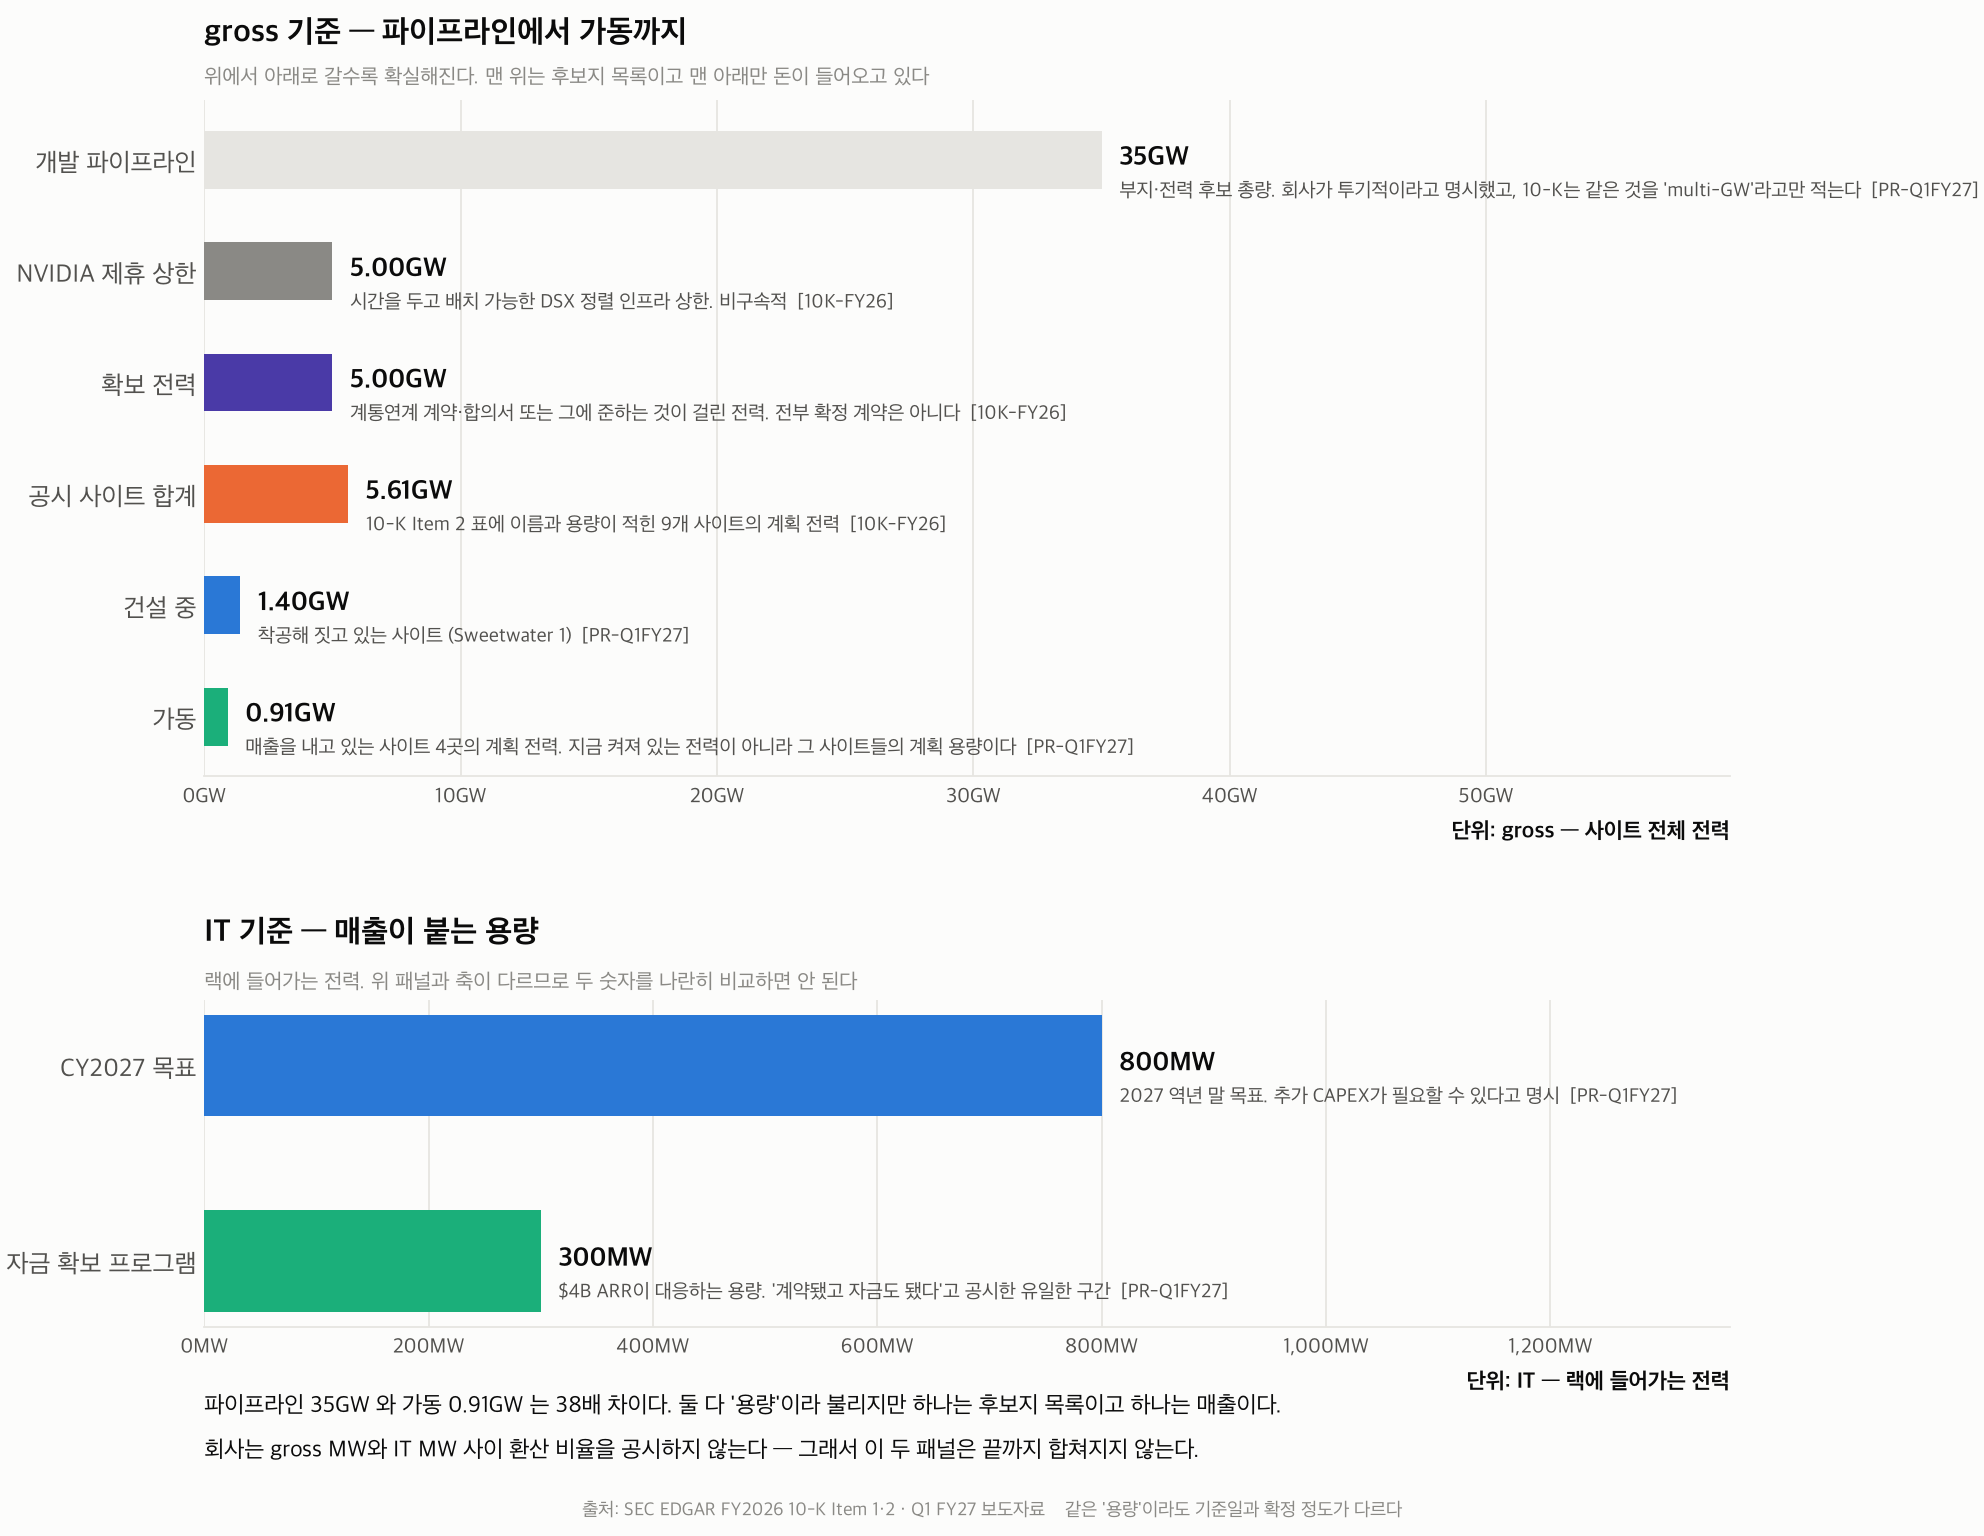 gross 기준 — 파이프라인에서 가동까지
위에서 아래로 갈수록 확실해진다. 맨 위는 후보지 목록이고 맨 아래만 돈이 들어오고 있다
개발 파이프라인
35GW
부지·전력 후보 총량. 회사가 투기적이라고 명시했고, 10-K는 같은 것을 'multi-GW'라고만 적는다 [PR-Q1FY27]
NVIDIA 제휴 상한
5.00GW
시간을 두고 배치 가능한 DSX 정렬 인프라 상한. 비구속적 [10K-FY26]
확보 전력
5.00GW
계통연계 계약·합의서 또는 그에 준하는 것이 걸린 전력. 전부 확정 계약은 아니다 [10K-FY26]
공시 사이트 합계
5.61GW
10-K Item 2 표에 이름과 용량이 적힌 9개 사이트의 계획 전력 [10K-FY26]
건설 중
1.40GW
착공해 짓고 있는 사이트 (Sweetwater 1) [PR-Q1FY27]
가동
0.91GW
매출을 내고 있는 사이트 4곳의 계획 전력. 지금 켜져 있는 전력이 아니라 그 사이트들의 계획 용량이다 [PR-Q1FY27]
0GW 10GW 20GW 30GW 40GW 50GW
단위: gross — 사이트 전체 전력
IT 기준 — 매출이 붙는 용량
랙에 들어가는 전력. 위 패널과 축이 다르므로 두 숫자를 나란히 비교하면 안 된다
CY2027 목표
800MW
2027 역년 말 목표. 추가 CAPEX가 필요할 수 있다고 명시 [PR-Q1FY27]
자금 확보 프로그램
300MW
$4B ARR이 대응하는 용량. '계약됐고 자금도 됐다'고 공시한 유일한 구간 [PR-Q1FY27]
0MW 200MW 400MW 600MW 800MW 1,000MW 1,200MW
단위: IT — 랙에 들어가는 전력
파이프라인 35GW 와 가동 0.91GW 는 38배 차이다. 둘 다 '용량'이라 불리지만 하나는 후보지 목록이고 하나는 매출이다.
회사는 gross MW와 IT MW 사이 환산 비율을 공시하지 않는다 — 그래서 이 두 패널은 끝까지 합쳐지지 않는다.
출처: SEC EDGAR FY2026 10-K Item 1·2 · Q1 FY27 보도자료 같은 '용량'이라도 기준일과 확정 정도가 다르다